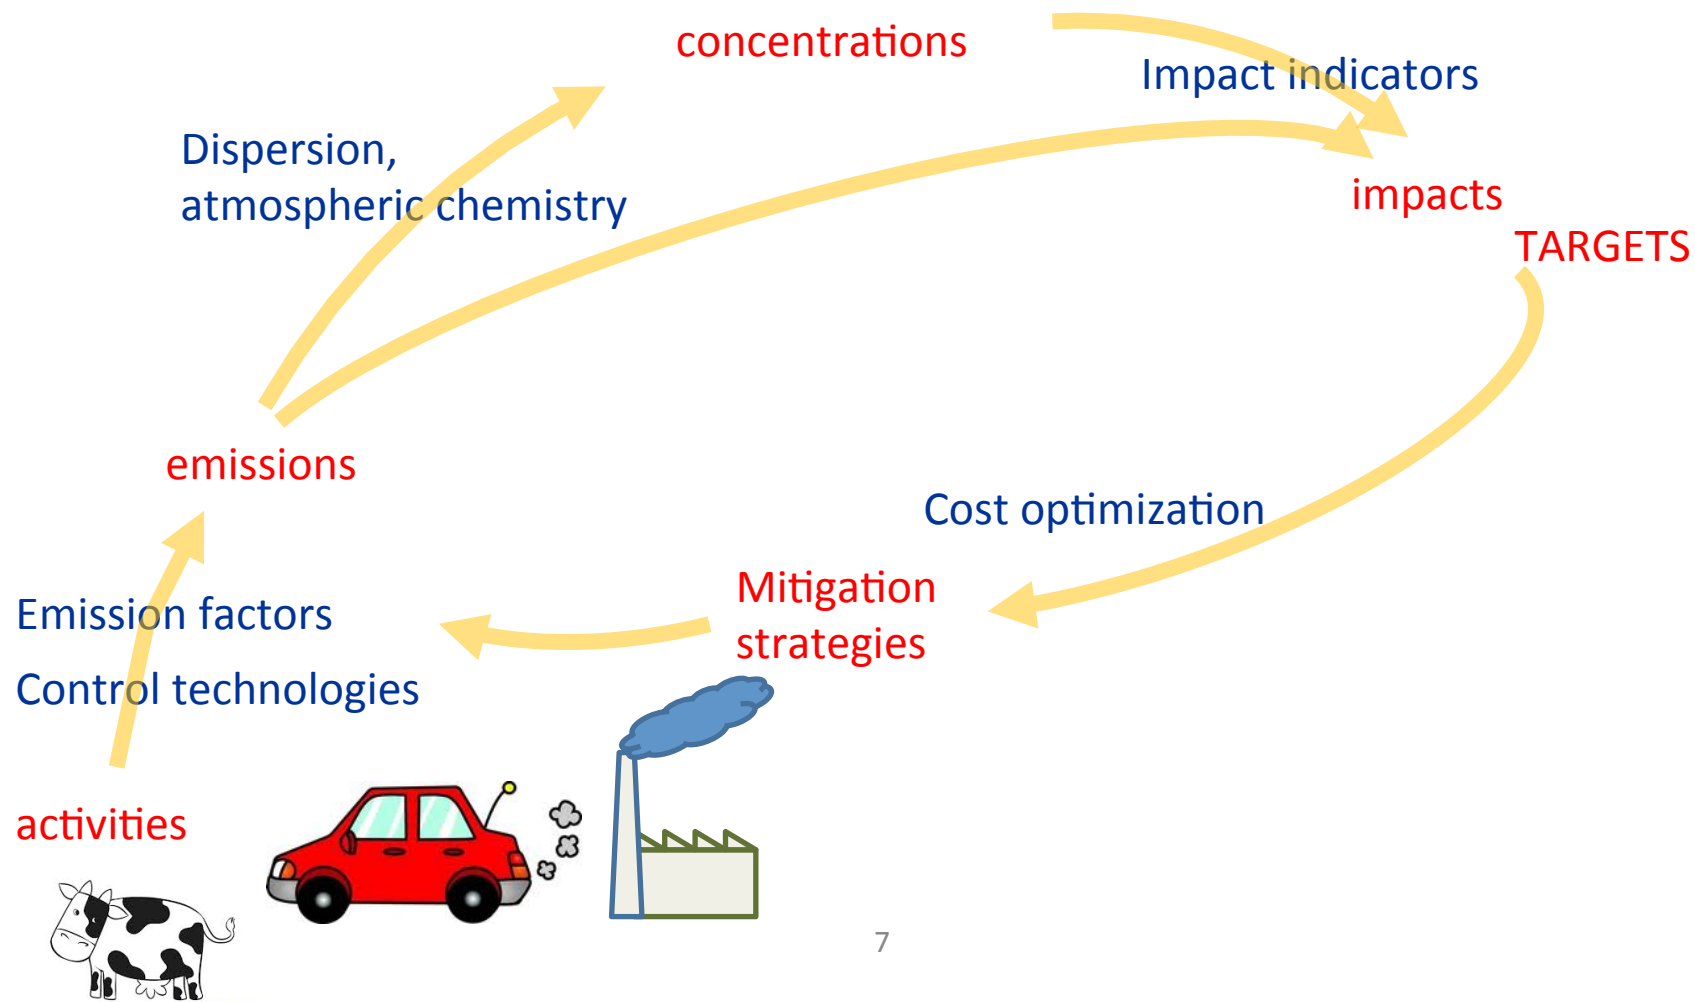 concentrations
Impact indicators
Dispersion,
atmospheric chemistry
impacts
TARGETS
emissions
Cost optimization
Mitigation
strategies
Emission factors
Control technologies
activities
7